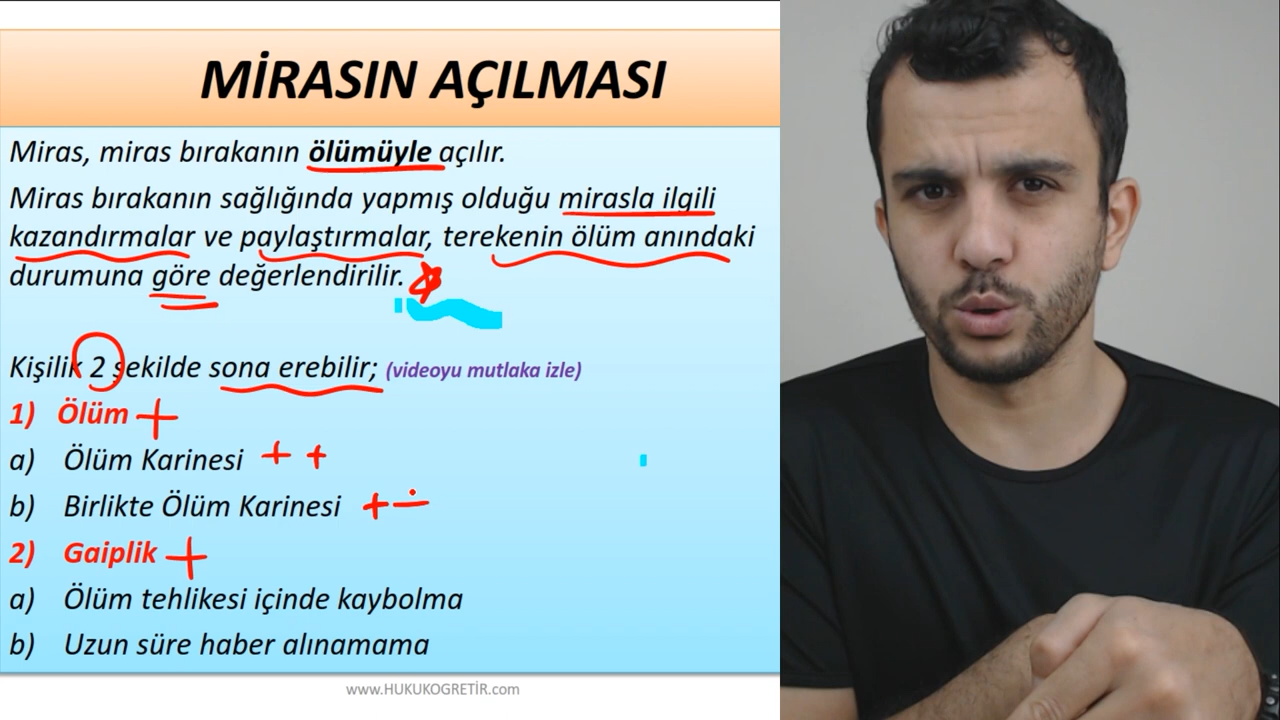 MİRASIN AÇILMASI
Miras, miras bırakanın ölümüyle açılır.
Miras bırakanın sağlığında yapmış olduğu mirasla ilgili
kazandırmalar ve paylaştırmalar, terekenin ölüm anındaki
durumuna göre değerlendirilir.
Kişilik 2 şekilde sona erebilir; (videoyu mutlaka izle)
1) Ölüm +
a) Ölüm Karinesi + +
b) Birlikte Ölüm Karinesi + -
2) Gaiplik +
a) Ölüm tehlikesi içinde kaybolma
b) Uzun süre haber alınamama
www.HUKUKOGRETİR.com